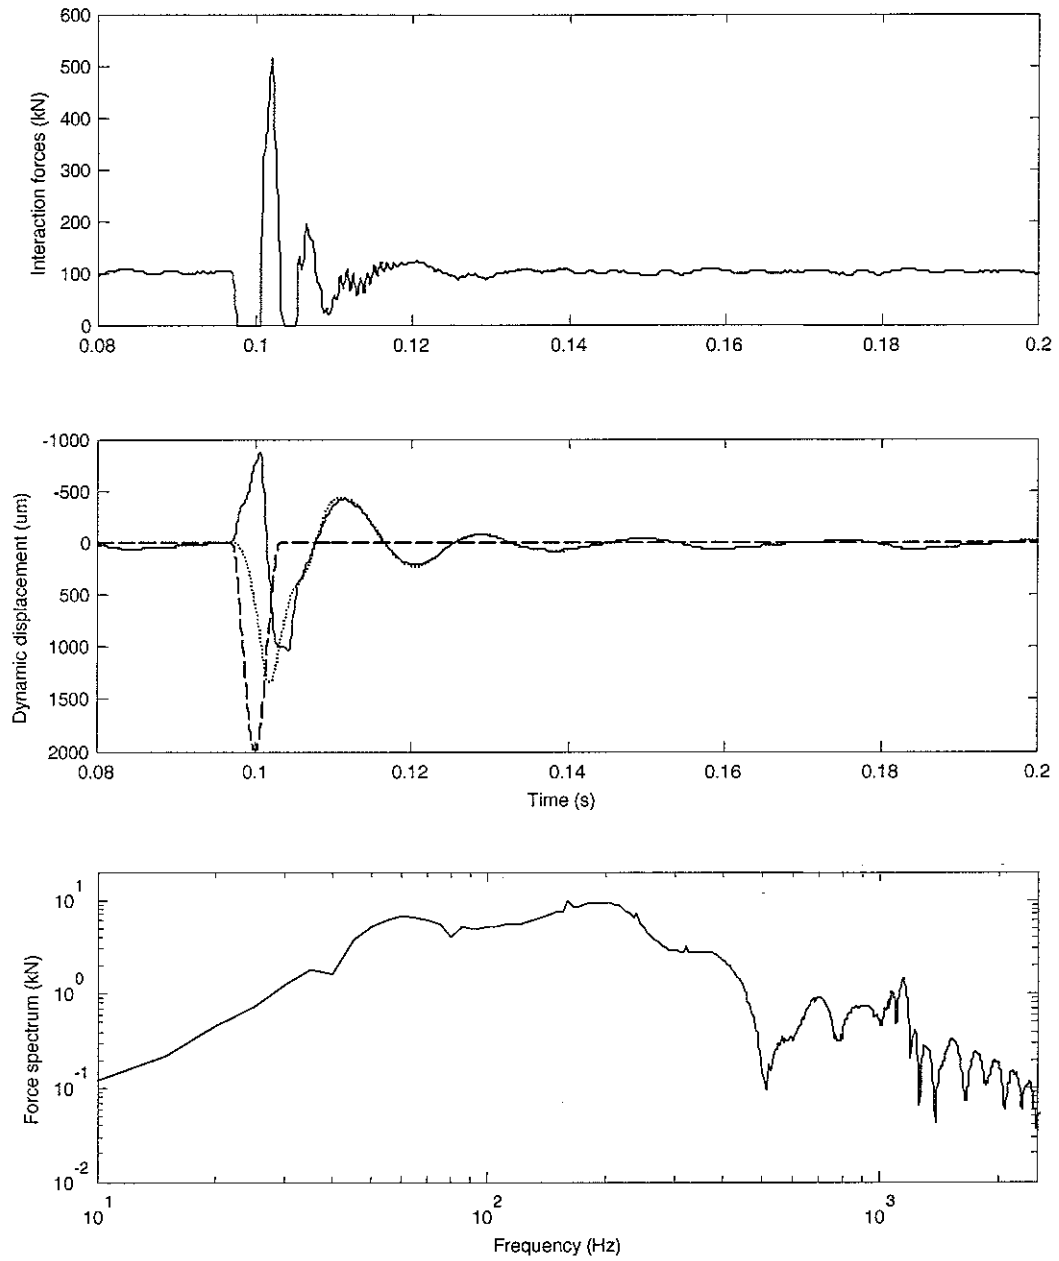 600
500
400
300
200
100
0
Interaction forces (kN)
0.08 0.1 0.12 0.14 0.16 0.18 0.2
-1000
-500
0
500
1000
1500
2000
Dynamic displacement (um)
0.08 0.1 0.12 0.14 0.16 0.18 0.2
Time (s)
10^1
10^0
10^-1
10^-2
Force spectrum (kN)
10^1 10^2 10^3
Frequency (Hz)